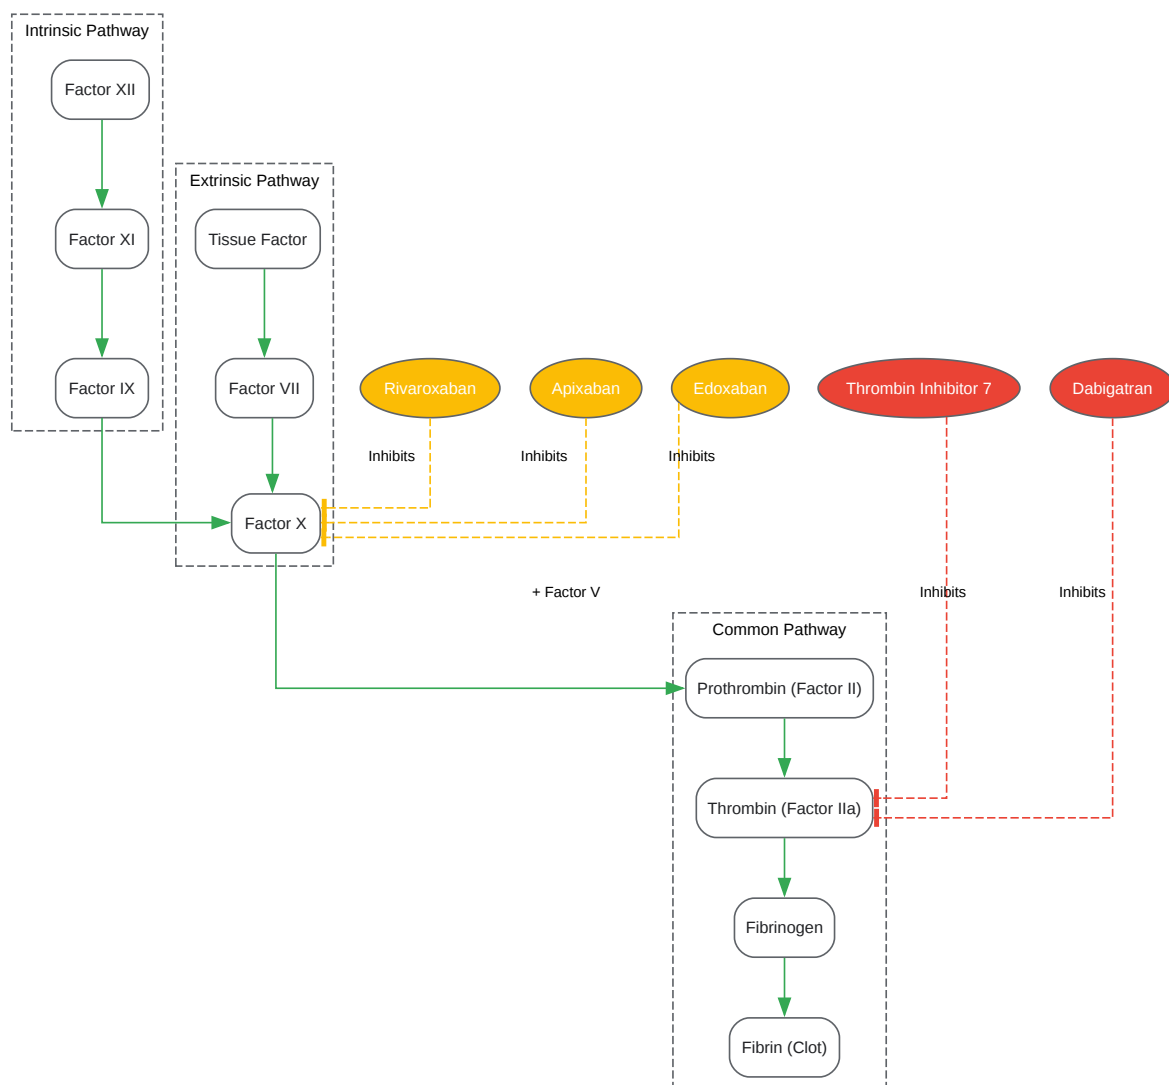 Intrinsic Pathway
Factor XII
Extrinsic Pathway
Factor XI
Tissue Factor
Factor IX
Factor VII
Rivaroxaban
Apixaban
Edoxaban
Thrombin Inhibitor 7
Dabigatran
Inhibits
Inhibits
Inhibits
Factor X
+ Factor V
Inhibits
Inhibits
Common Pathway
Prothrombin (Factor II)
Thrombin (Factor IIa)
Fibrinogen
Fibrin (Clot)